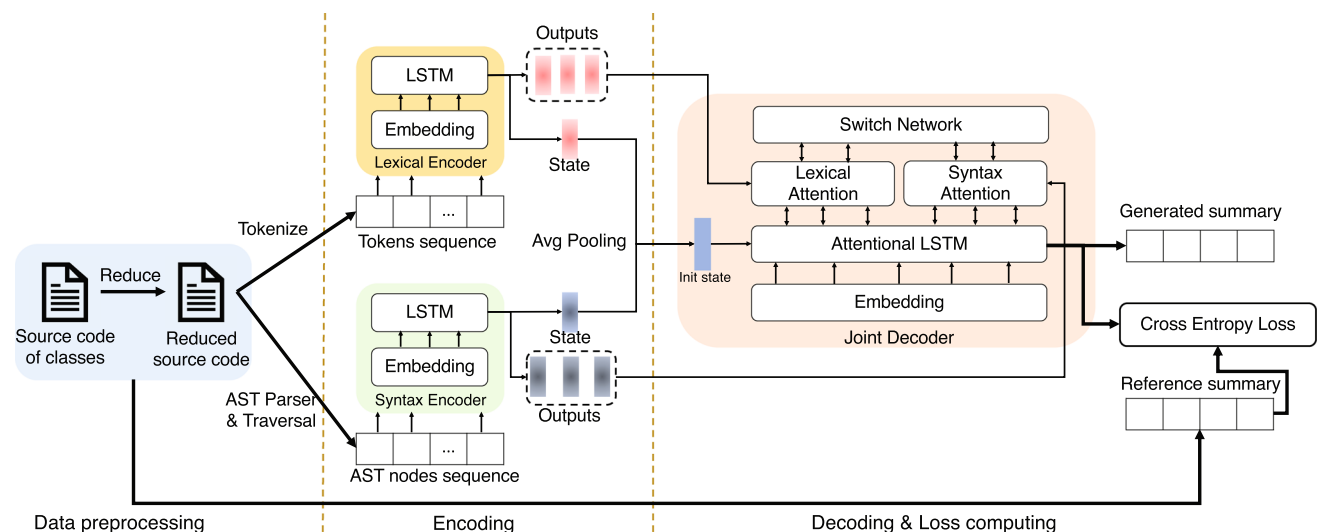 Reduce
Source code
of classes
Reduced
source code
Tokenize
AST Parser
& Traversal
LSTM
Embedding
Lexical Encoder
...
Tokens sequence
Outputs
State
Avg Pooling
LSTM
Embedding
Syntax Encoder
...
AST nodes sequence
State
Outputs
Switch Network
Lexical
Attention
Syntax
Attention
Init state
Attentional LSTM
Embedding
Joint Decoder
Generated summary
Cross Entropy Loss
Reference summary
Data preprocessing
Encoding
Decoding & Loss computing